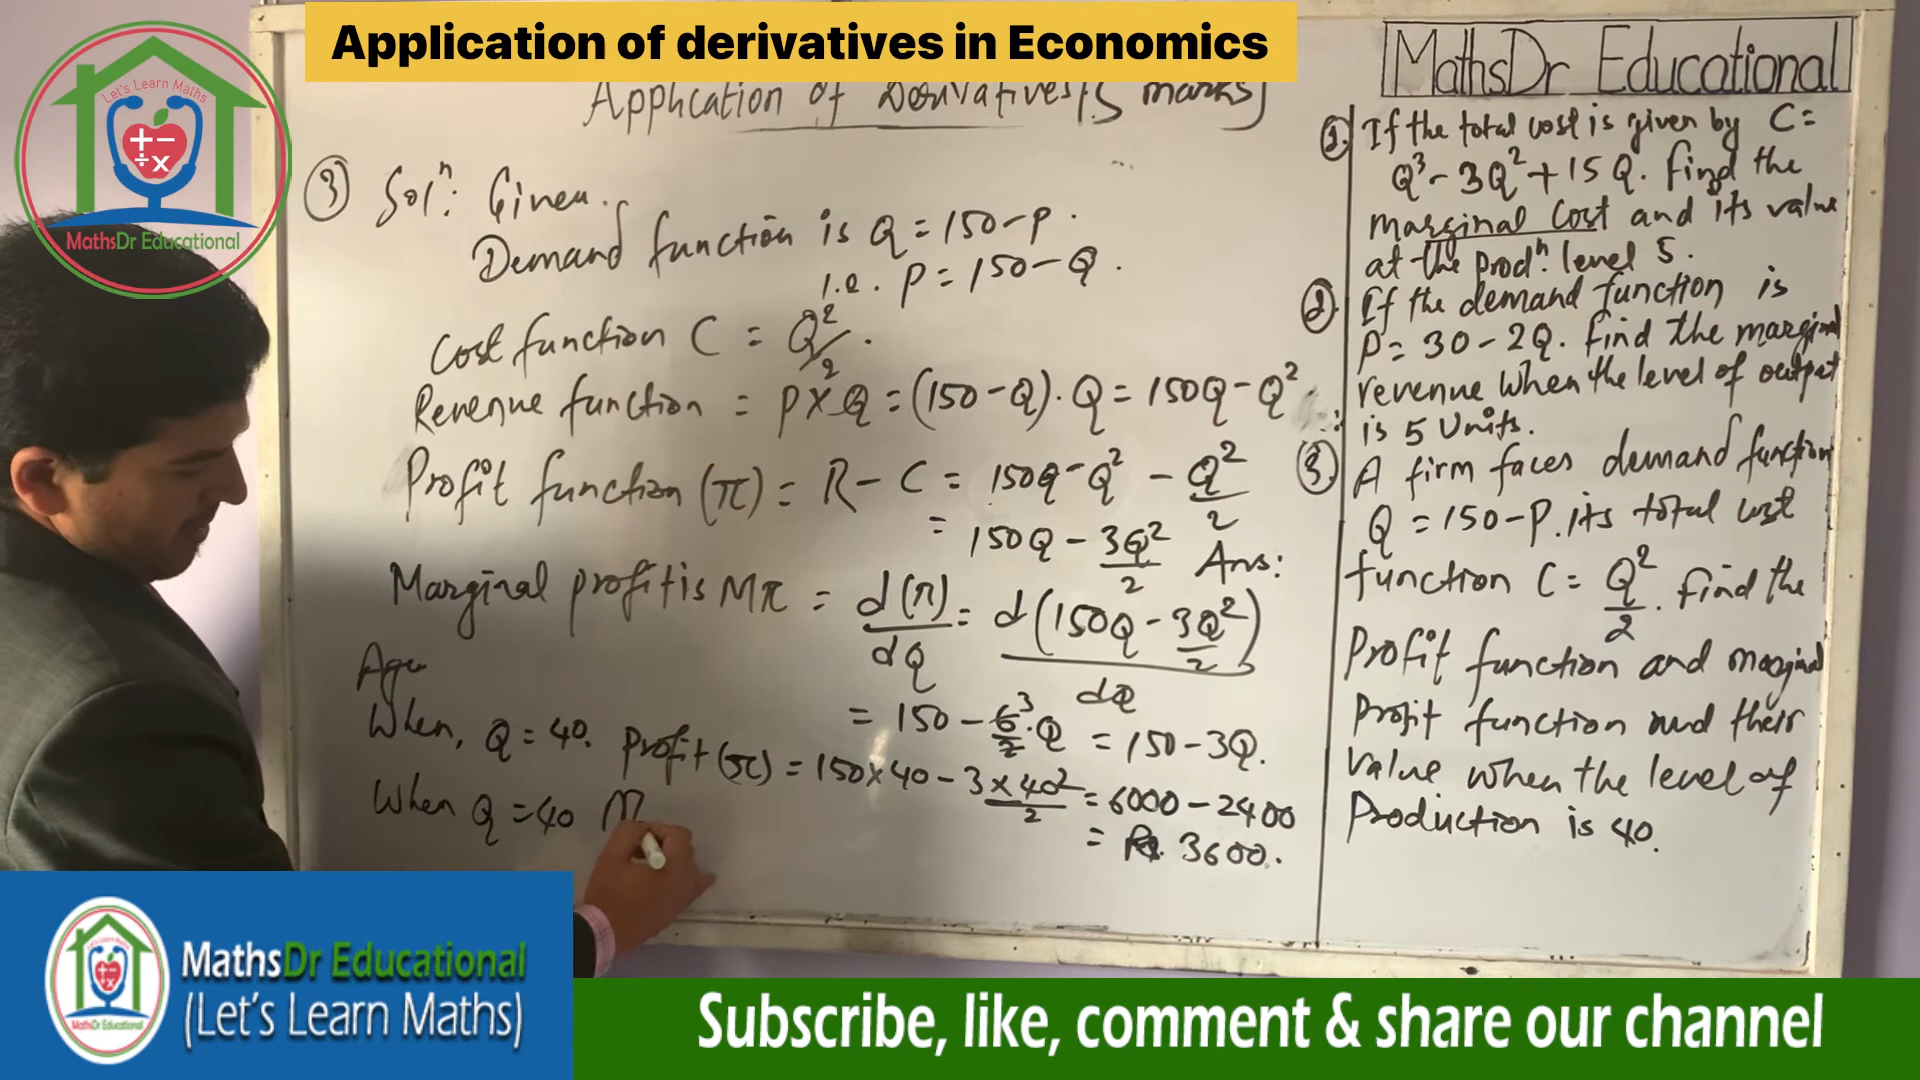 Application of derivatives in Economics
Application of Derivatives [5 marks]
Let's Learn Maths
MathsDr Educational
③ Solⁿ: Given.
Demand function is Q = 150-P.
i.e. P = 150 - Q.
Cost function C = Q²/2.
Revenue function = P×Q = (150-Q).Q = 150Q - Q²
Profit function (π) = R - C = 150Q - Q² - Q²/2
= 150Q - 3Q²/2 Ans:
Marginal profit is Mπ = d(π)/dQ = d(150Q - 3Q²/2)/dQ
= 150 - 6/2 ³.Q = 150 - 3Q.
When, Q = 40. Profit (π) = 150×40 - 3×40²/2 = 6000 - 2400
= Rs. 3600.
When Q = 40 M
MathsDr Educational
①. If the total cost is given by C =
Q³ - 3Q² + 15Q. Find the
marginal cost and its value
at the prodⁿ. level 5.
②. If the demand function is
P = 30 - 2Q. Find the marginal
revenue when the level of output
is 5 Units.
③. A firm faces demand function
Q = 150-P. its total cost
function C = Q²/2. Find the
Profit function and marginal
Profit function and their
value when the level of
Production is 40.
Let's Learn Maths
MathsDr Educational
MathsDr Educational
(Let's Learn Maths)
Subscribe, like, comment & share our channel